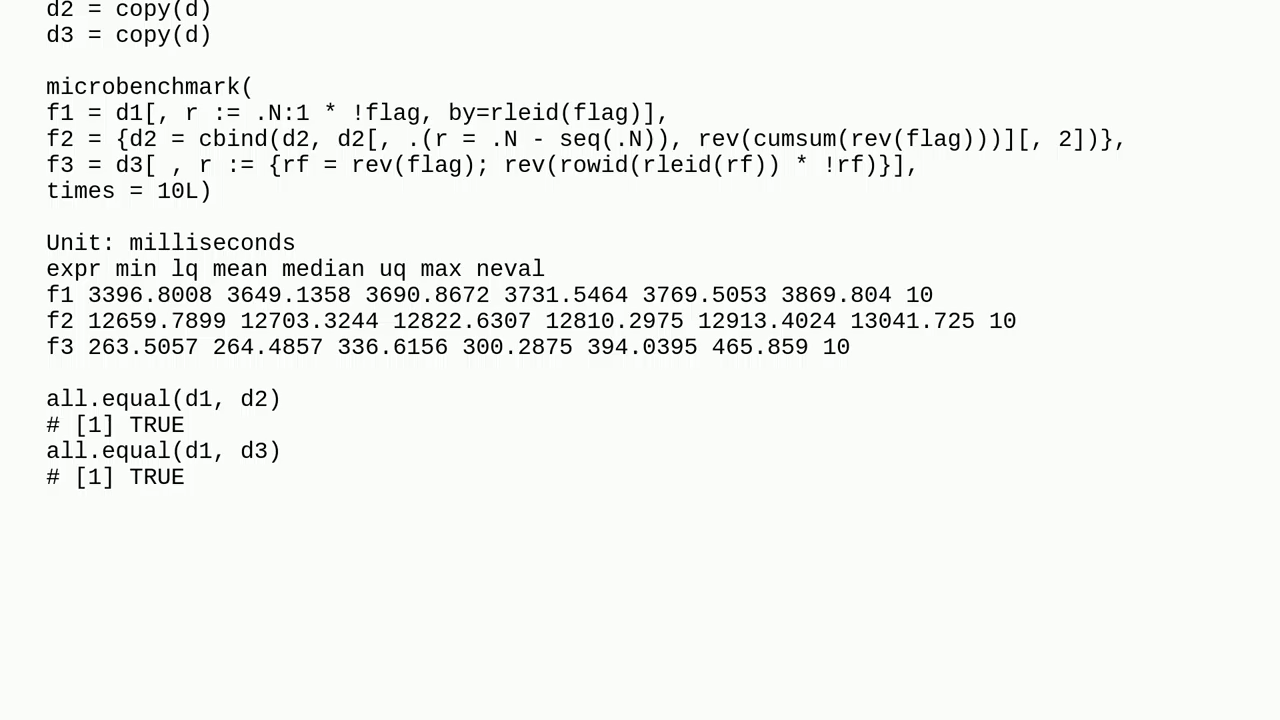 d2 = copy(d)
d3 = copy(d)
microbenchmark(
f1 = d1[, r := .N:1 * !flag, by=rleid(flag)],
f2 = {d2 = cbind(d2, d2[, .(r = .N - seq(.N)), rev(cumsum(rev(flag)))][, 2])},
f3 = d3[ , r := {rf = rev(flag); rev(rowid(rleid(rf)) * !rf)}],
times = 10L)
Unit: milliseconds
expr min lq mean median uq max neval
f1 3396.8008 3649.1358 3690.8672 3731.5464 3769.5053 3869.804 10
f2 12659.7899 12703.3244 12822.6307 12810.2975 12913.4024 13041.725 10
f3 263.5057 264.4857 336.6156 300.2875 394.0395 465.859 10
all.equal(d1, d2)
# [1] TRUE
all.equal(d1, d3)
# [1] TRUE